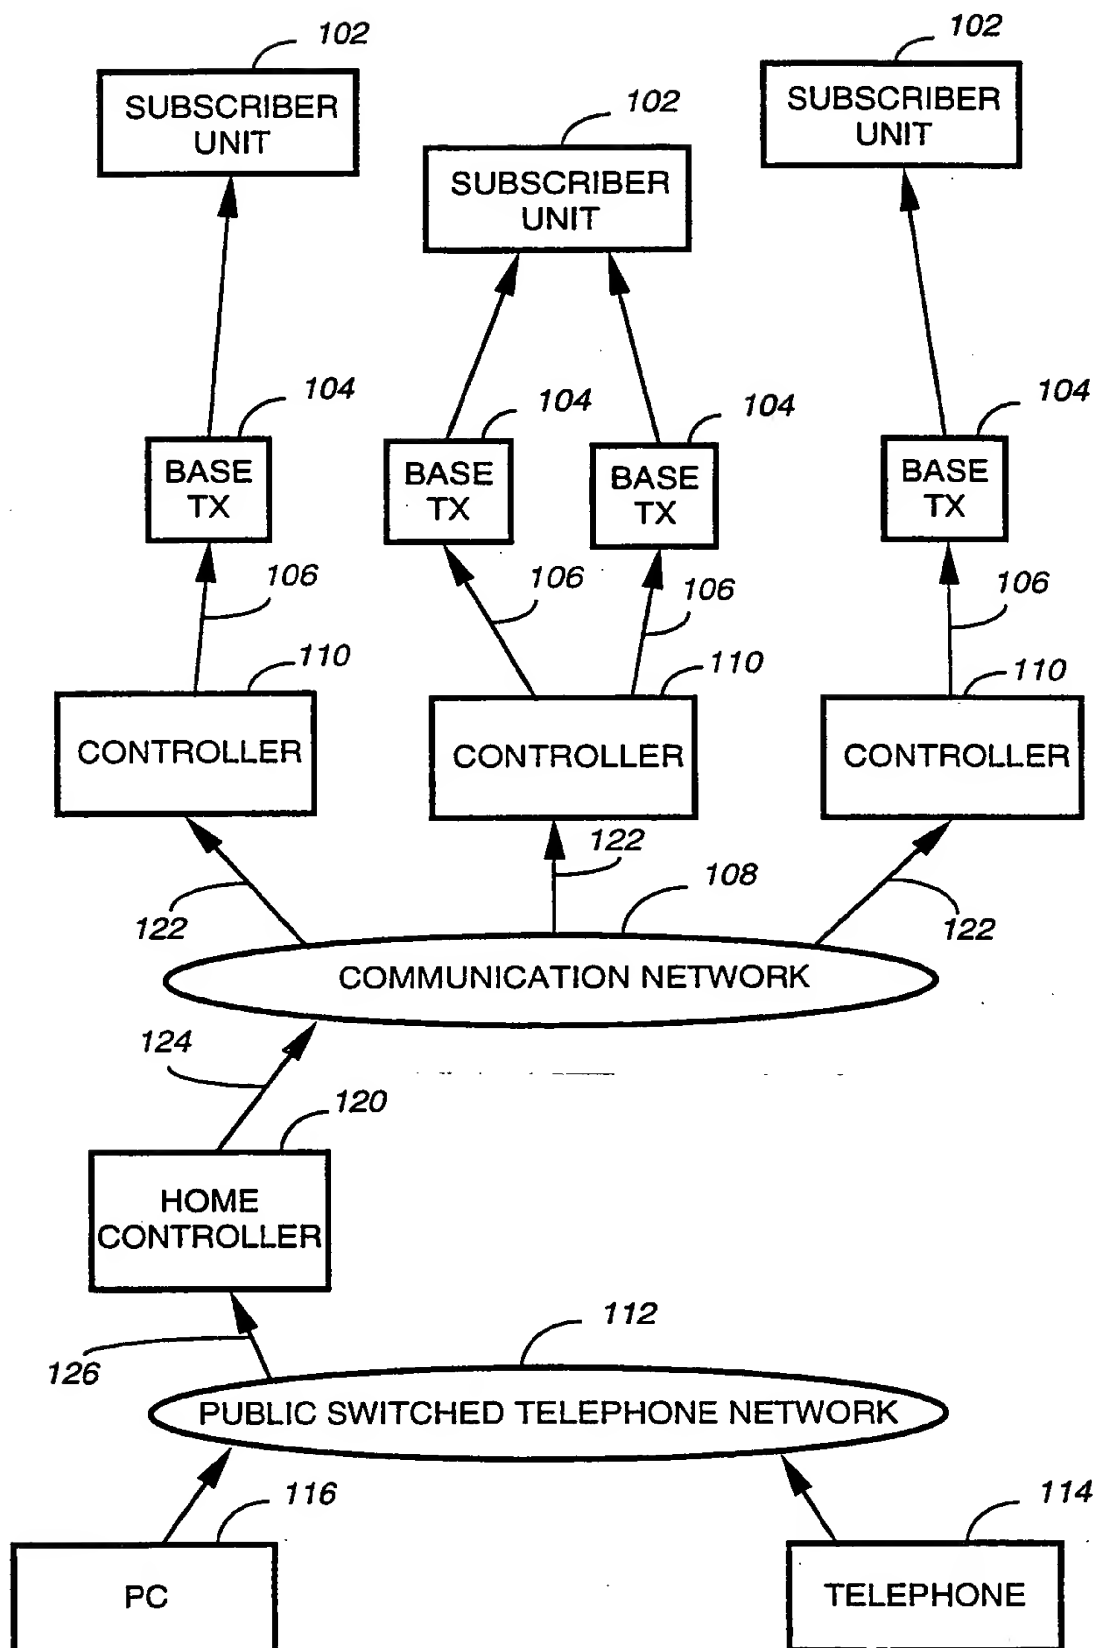 102
102
SUBSCRIBER
UNIT
102
SUBSCRIBER
UNIT
SUBSCRIBER
UNIT
104
104
104
104
BASE
TX
BASE
TX
BASE
TX
BASE
TX
106
106
106
106
110
110
110
CONTROLLER
CONTROLLER
CONTROLLER
122
108
122
122
COMMUNICATION NETWORK
124
120
HOME
CONTROLLER
112
126
PUBLIC SWITCHED TELEPHONE NETWORK
116
114
PC
TELEPHONE